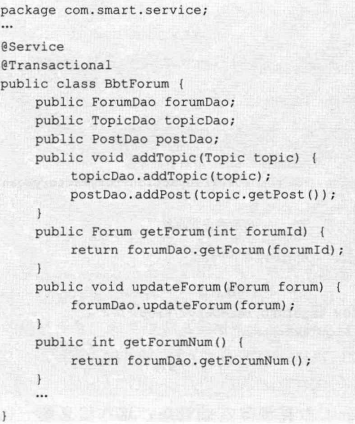 package com.smart.service;
…
@Service
@Transactional
public class BbtForum {
    public ForumDao forumDao;
    public TopicDao topicDao;
    public PostDao postDao;
    public void addTopic(Topic topic) {
        topicDao.addTopic(topic);
        postDao.addPost(topic.getPost());
    }
    public Forum getForum(int forumId) {
        return forumDao.getForum(forumId);
    }
    public void updateForum(Forum forum) {
        forumDao.updateForum(forum);
    }
    public int getForumNum() {
        return forumDao.getForumNum();
    }
    …
}